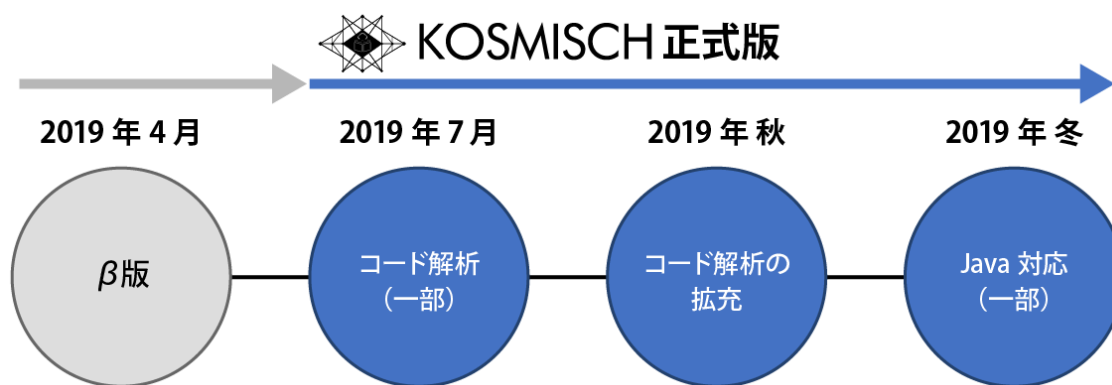 KOSMISCH 正式版
2019 年 4 月
2019 年 7 月
2019 年 秋
2019 年 冬
β版
コード解析
（一部）
コード解析の
拡充
Java 対応
（一部）